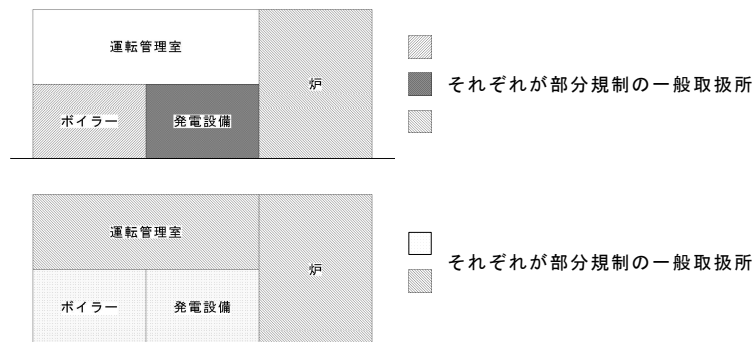 運転管理室
炉
ボイラー
発電設備
それぞれが部分規制の一般取扱所
運転管理室
炉
ボイラー
発電設備
それぞれが部分規制の一般取扱所